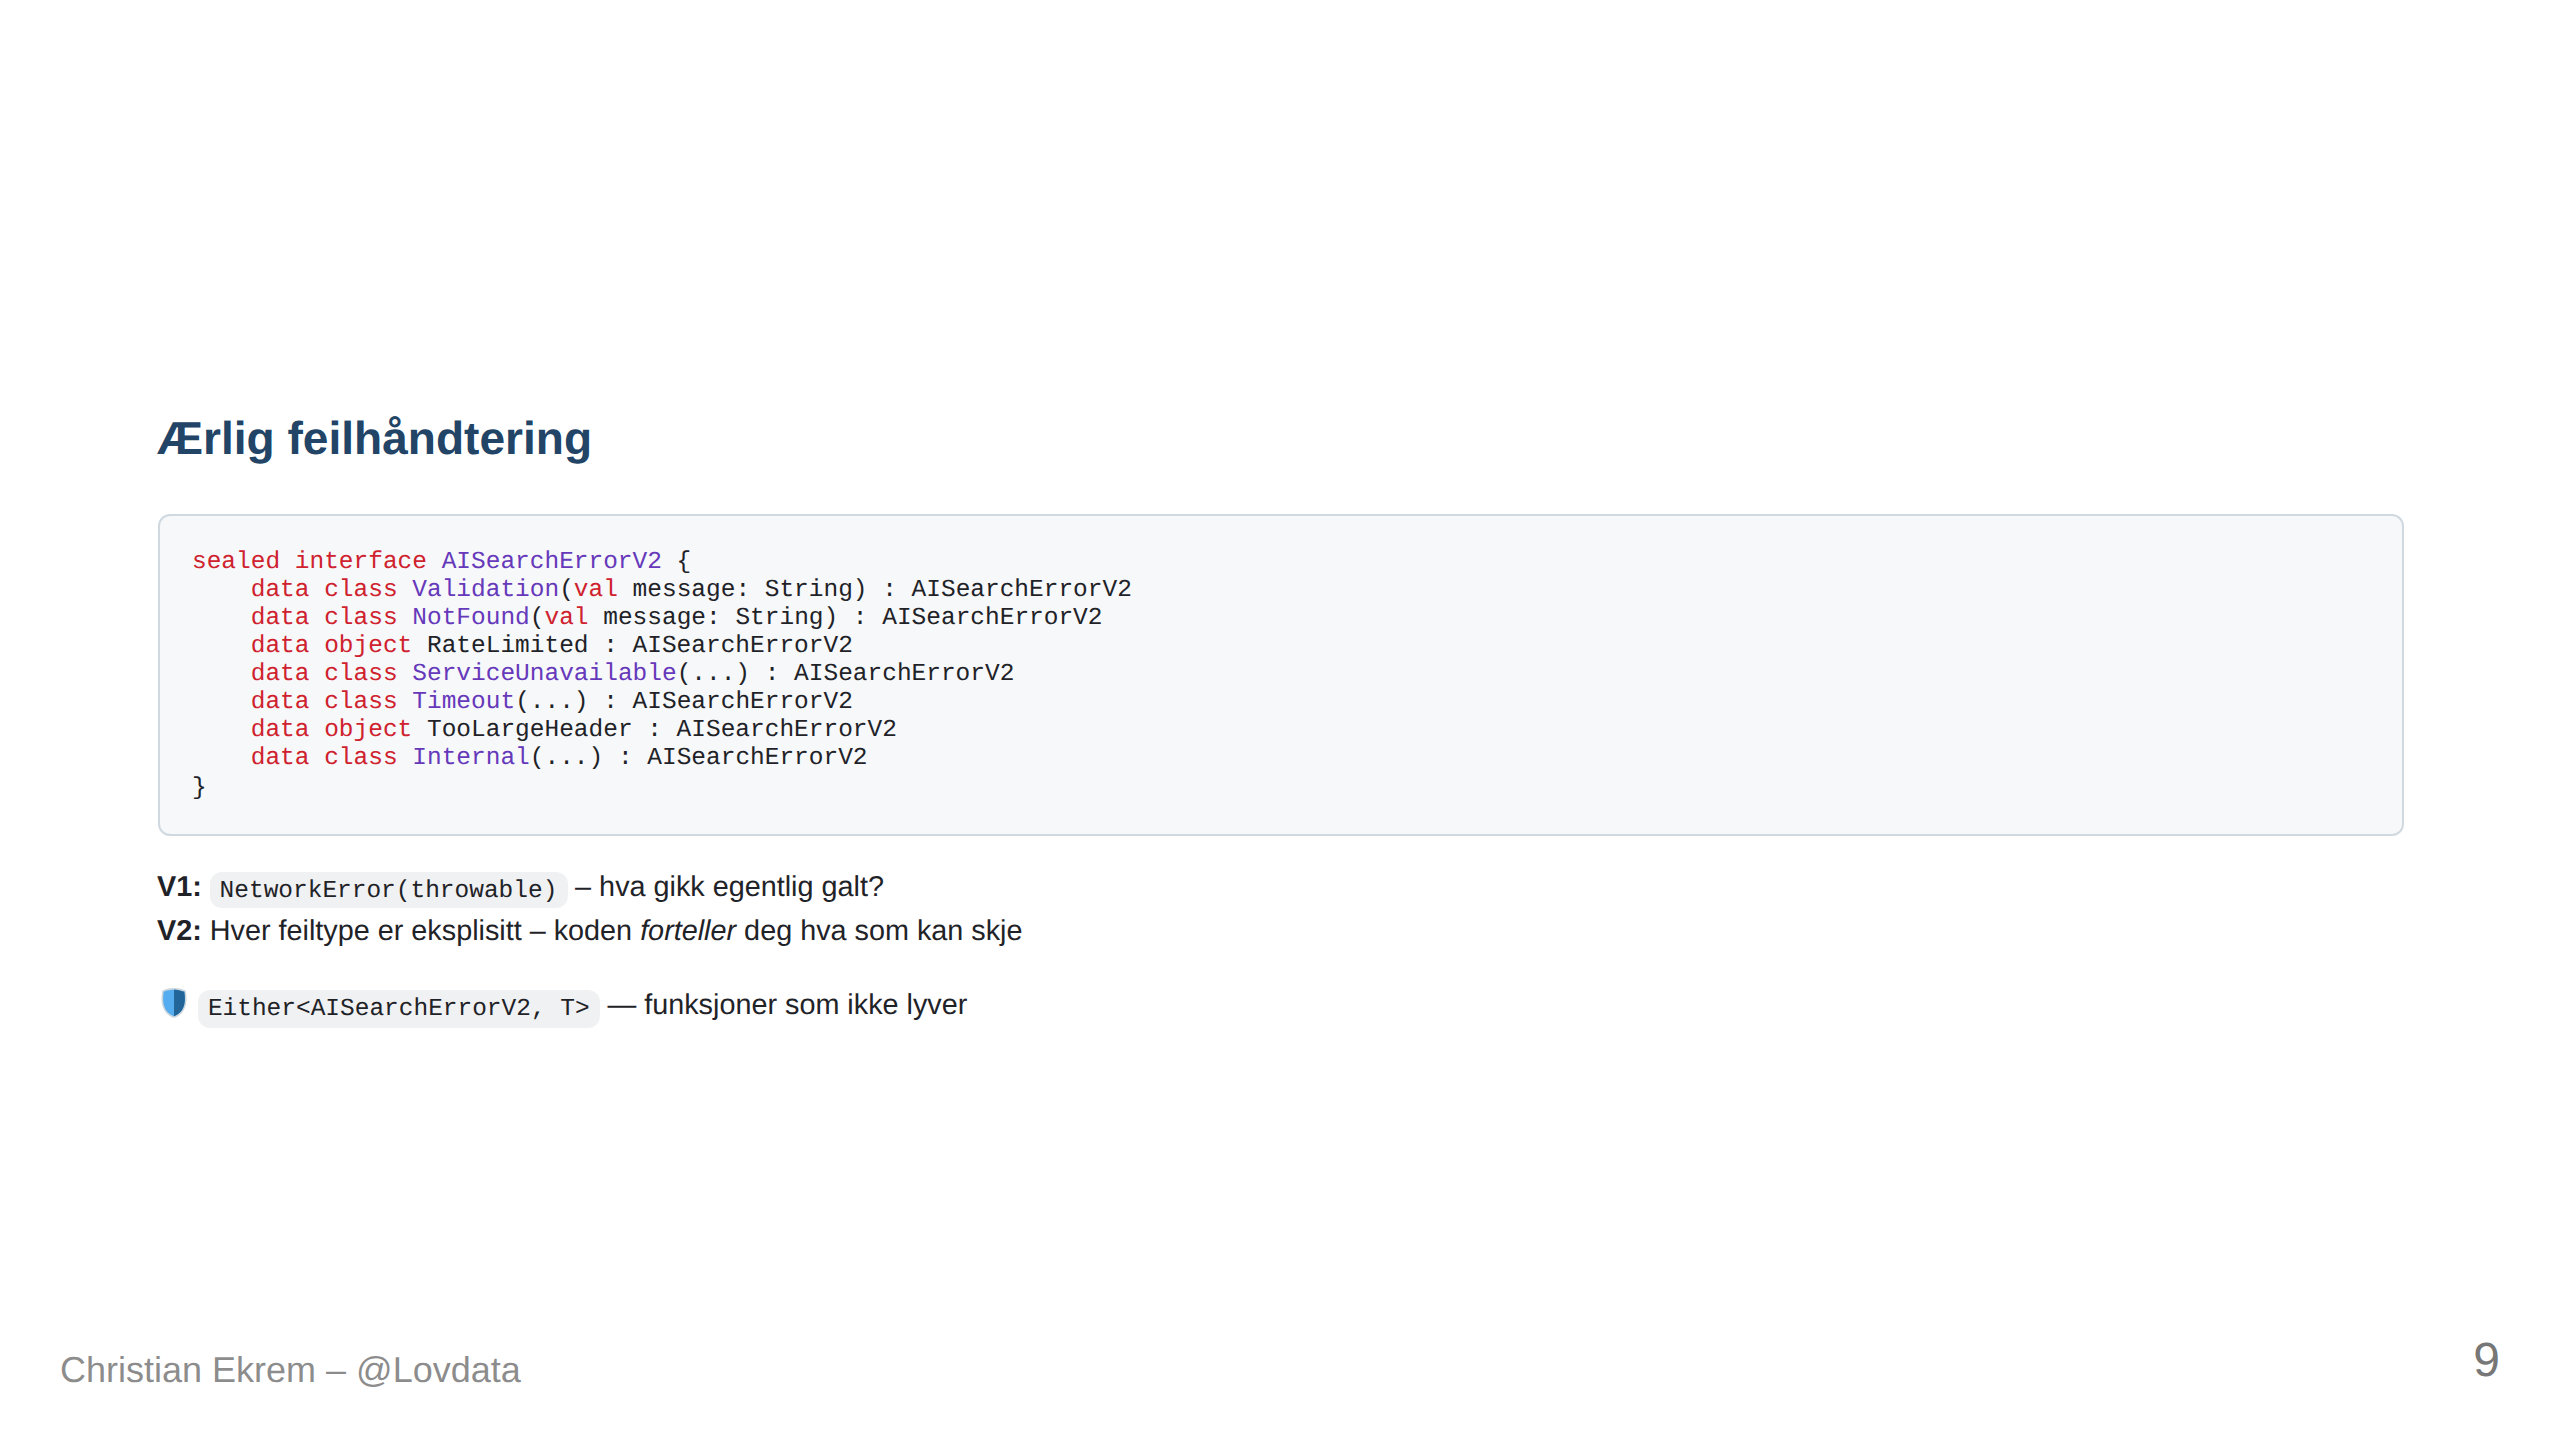 Ærlig feilhåndtering
sealed interface AISearchErrorV2 {
    data class Validation(val message: String) : AISearchErrorV2
    data class NotFound(val message: String) : AISearchErrorV2
    data object RateLimited : AISearchErrorV2
    data class ServiceUnavailable(...) : AISearchErrorV2
    data class Timeout(...) : AISearchErrorV2
    data object TooLargeHeader : AISearchErrorV2
    data class Internal(...) : AISearchErrorV2
}
V1: NetworkError(throwable) – hva gikk egentlig galt?
V2: Hver feiltype er eksplisitt – koden forteller deg hva som kan skje
Either<AISearchErrorV2, T> — funksjoner som ikke lyver
Christian Ekrem – @Lovdata
9